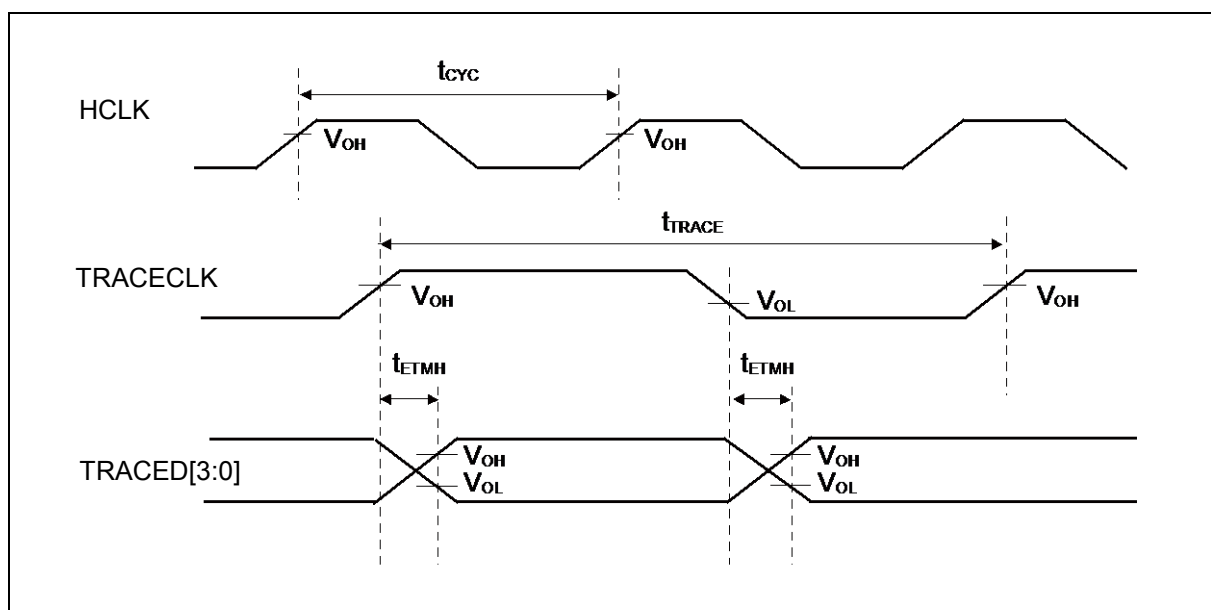 tCYC
HCLK
VOH VOH
tTRACE
TRACECLK
VOH VOL VOH
tETMH tETMH
TRACED[3:0]
VOH VOH
VOL VOL